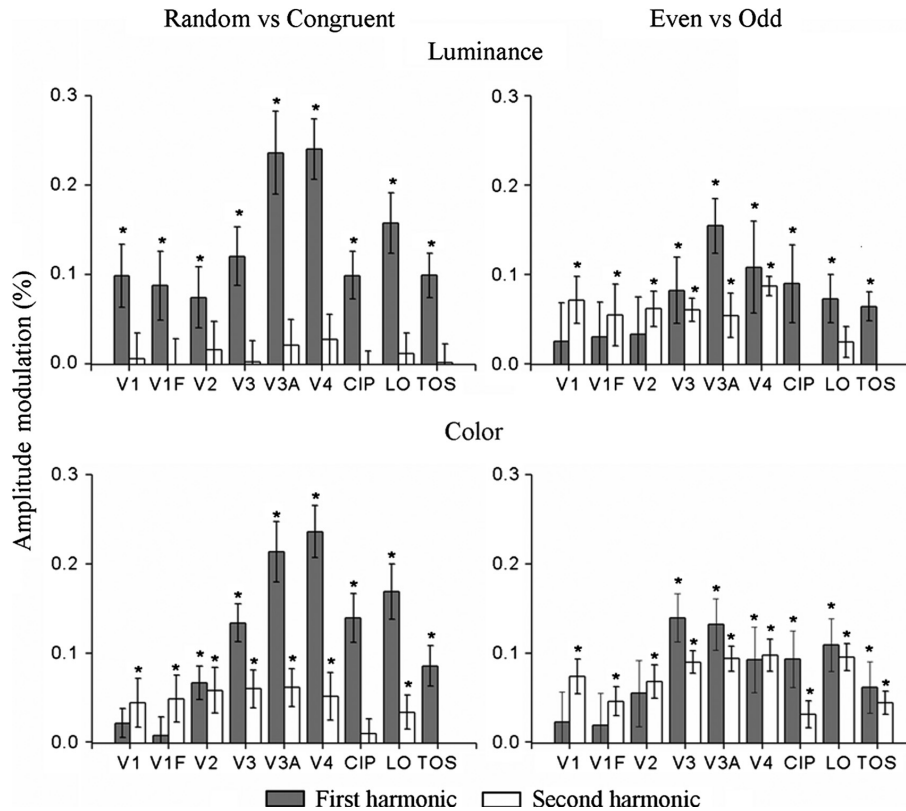 Random vs Congruent
Even vs Odd
Luminance
0.3
0.2
0.1
0.0
* * * * * * * * *
V1 V1F V2 V3 V3A V4 CIP LO TOS
0.3
0.2
0.1
0.0
* * * * * * * * * * * *
V1 V1F V2 V3 V3A V4 CIP LO TOS
Amplitude modulation (%)
Color
0.3
0.2
0.1
0.0
* * * * * * * * * * * * * *
V1 V1F V2 V3 V3A V4 CIP LO TOS
0.3
0.2
0.1
0.0
* * * * * * * * * * * * * * *
V1 V1F V2 V3 V3A V4 CIP LO TOS
First harmonic Second harmonic